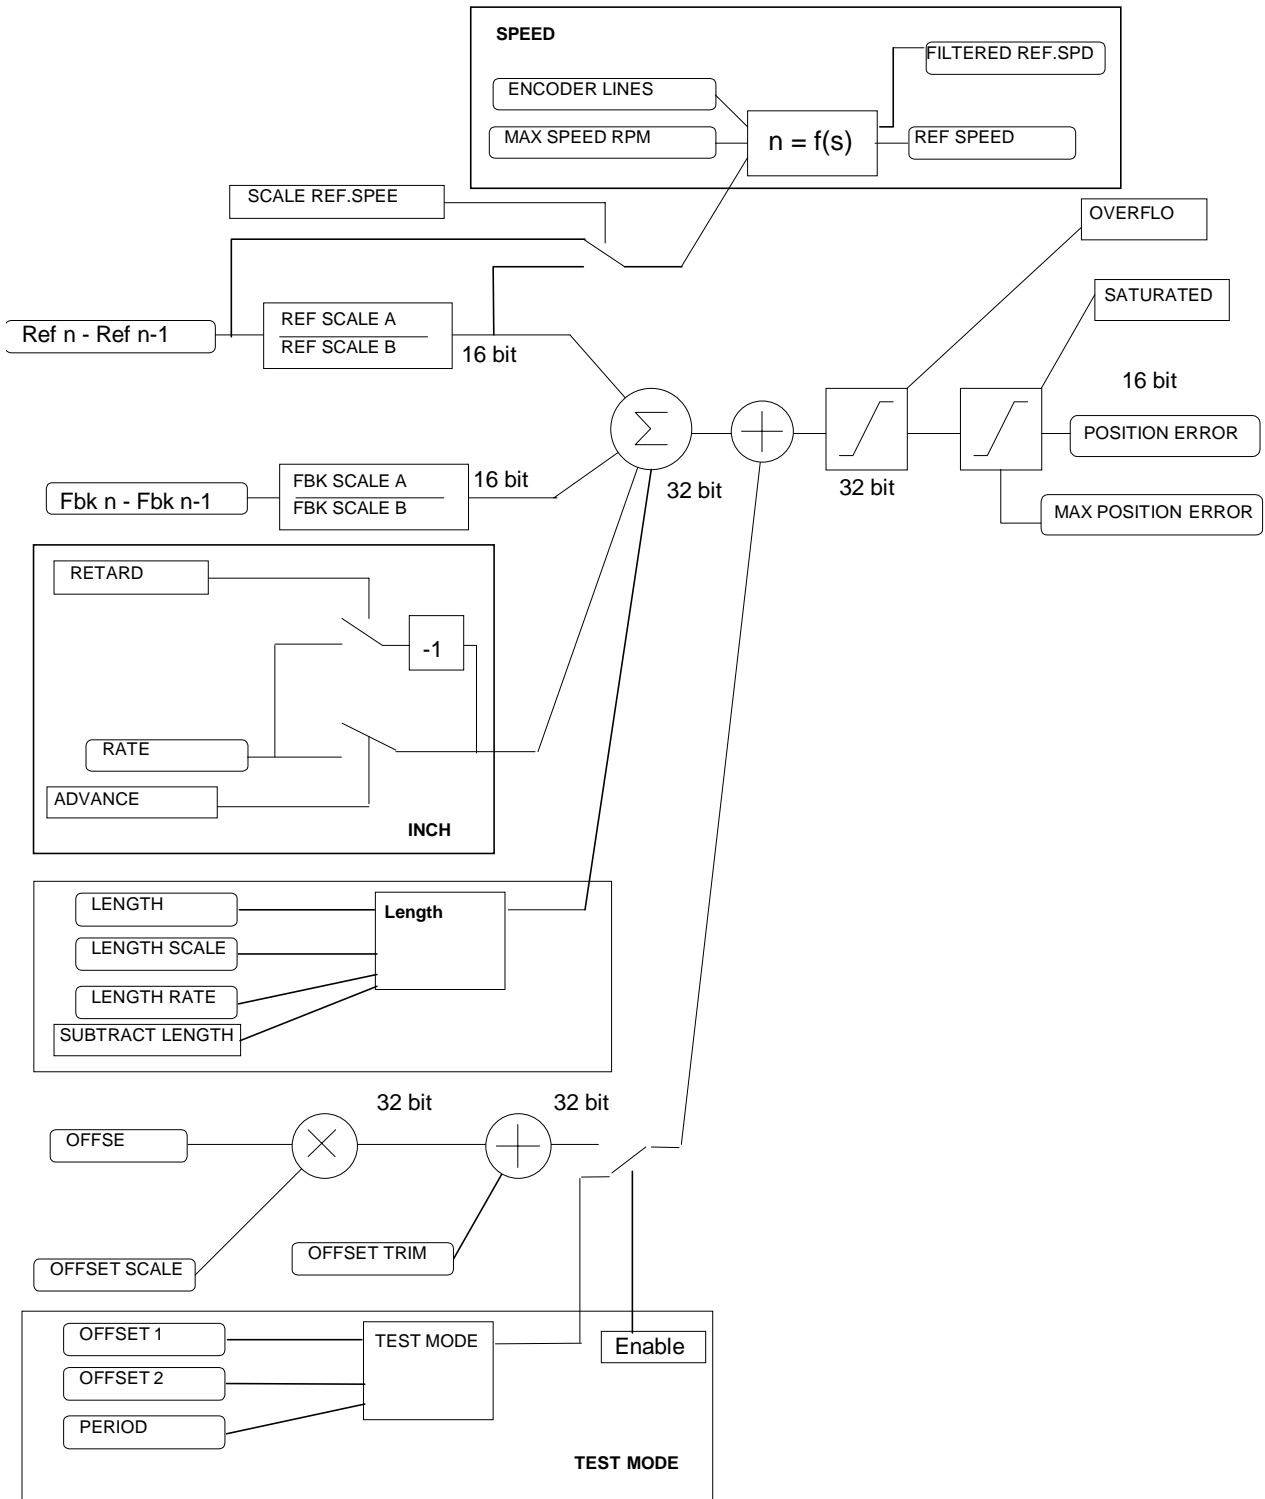 SPEED
FILTERED REF.SPD
ENCODER LINES
MAX SPEED RPM
n = f(s)
REF SPEED
SCALE REF.SPEE
OVERFLO
SATURATED
Ref n - Ref n-1
REF SCALE A
REF SCALE B
16 bit
16 bit
POSITION ERROR
Σ
Fbk n - Fbk n-1
FBK SCALE A
FBK SCALE B
16 bit
32 bit
32 bit
MAX POSITION ERROR
RETARD
-1
RATE
ADVANCE
INCH
LENGTH
Length
LENGTH SCALE
LENGTH RATE
SUBTRACT LENGTH
32 bit
32 bit
OFFSE
OFFSET TRIM
OFFSET SCALE
OFFSET 1
TEST MODE
Enable
OFFSET 2
PERIOD
TEST MODE